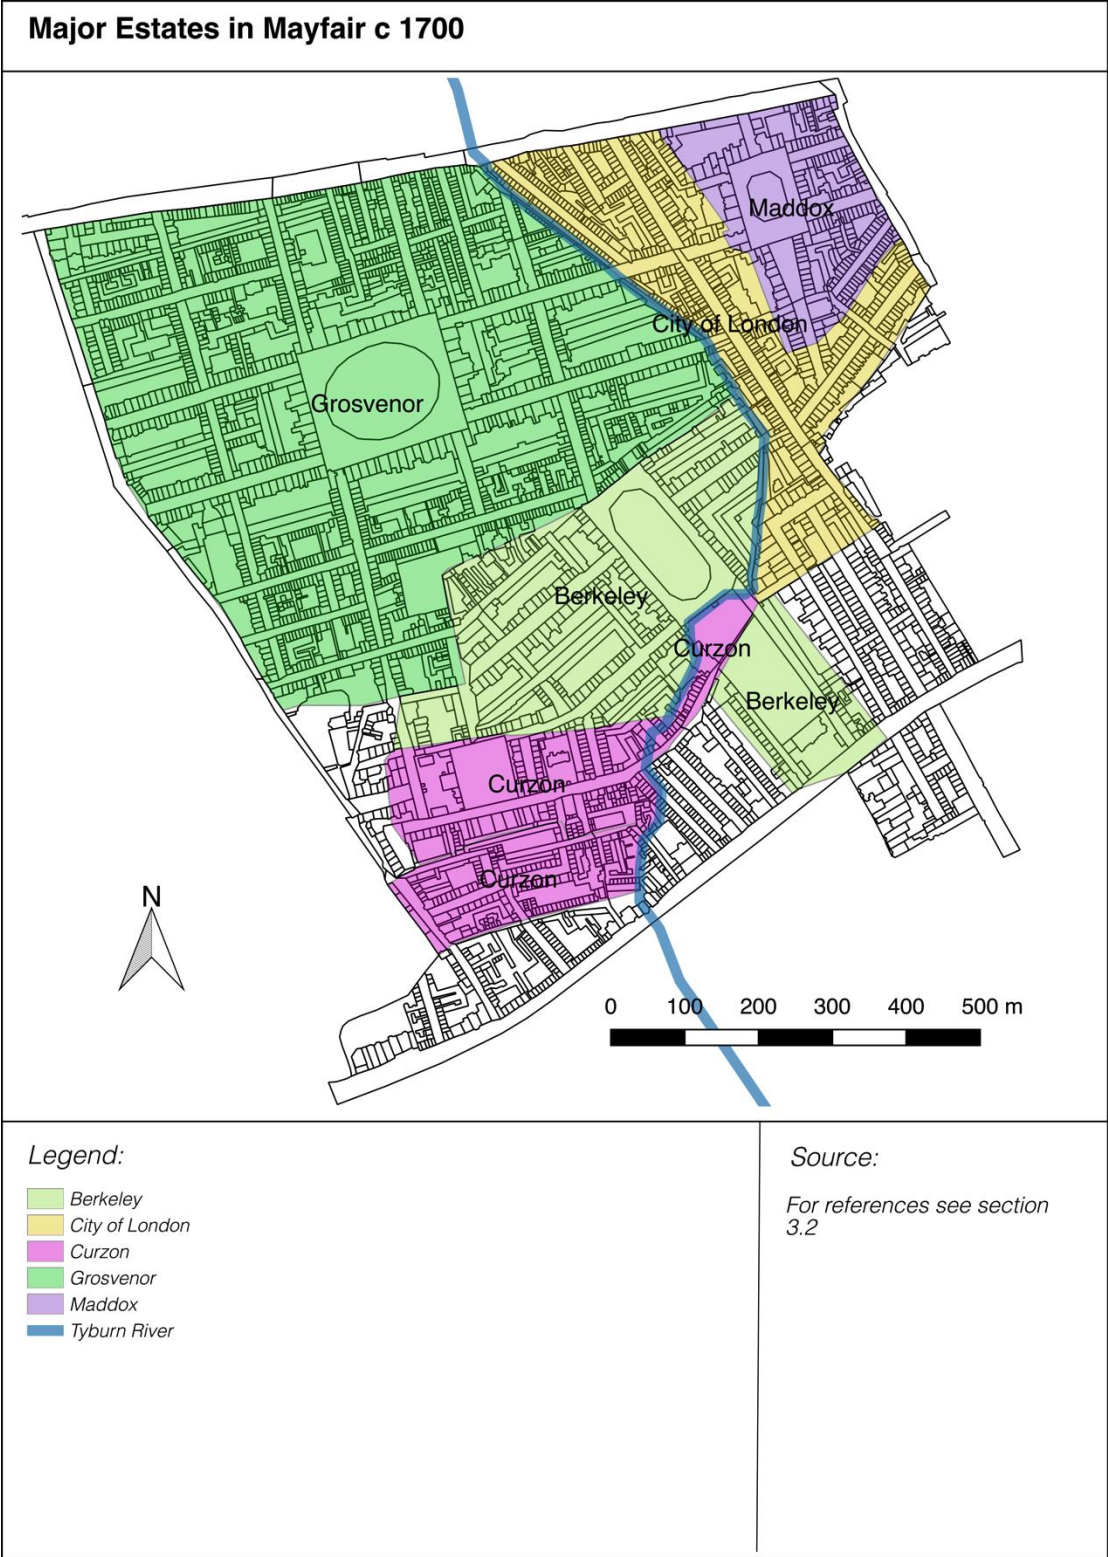 Major Estates in Mayfair c 1700
Maddox
City of London
Grosvenor
Berkeley
Curzon
Berkeley
Curzon
Curzon
N
0 100 200 300 400 500 m
Legend:
Berkeley
City of London
Curzon
Grosvenor
Maddox
Tyburn River
Source:
For references see section
3.2